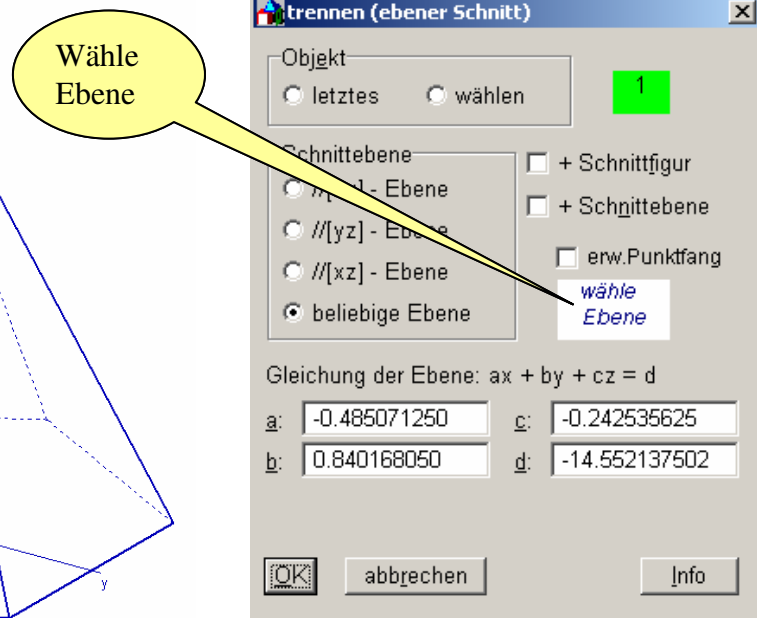 Wähle
Ebene
trennen (ebener Schnitt)
Objekt
letztes wählen
1
Schnittebene
//[yz] - Ebene
//[xz] - Ebene
beliebige Ebene
+ Schnittfigur
+ Schnittebene
erw.Punktfang
wähle
Ebene
Gleichung der Ebene: ax + by + cz = d
a: -0.485071250 c: -0.242535625
b: 0.840168050 d: -14.552137502
OK abbrechen Info
y